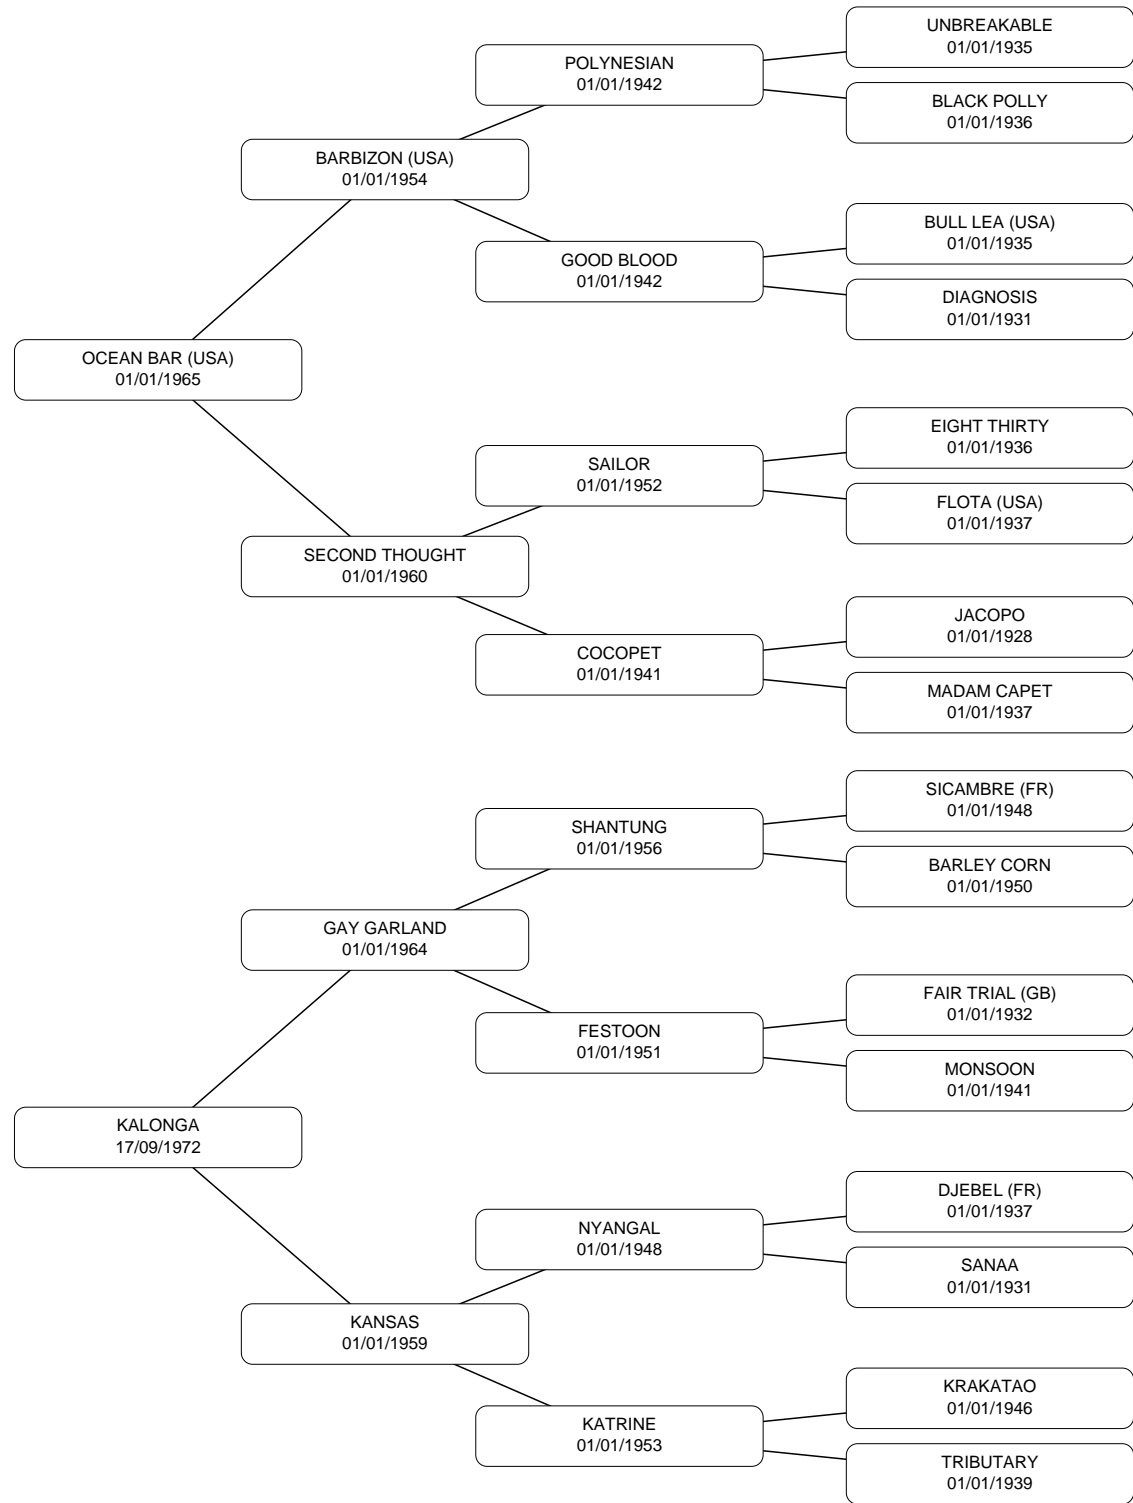 UNBREAKABLE
01/01/1935
POLYNESIAN
01/01/1942
BLACK POLLY
01/01/1936
BARBIZON (USA)
01/01/1954
BULL LEA (USA)
01/01/1935
GOOD BLOOD
01/01/1942
DIAGNOSIS
01/01/1931
OCEAN BAR (USA)
01/01/1965
EIGHT THIRTY
01/01/1936
SAILOR
01/01/1952
FLOTA (USA)
01/01/1937
SECOND THOUGHT
01/01/1960
JACOPO
01/01/1928
COCOPET
01/01/1941
MADAM CAPET
01/01/1937
SICAMBRE (FR)
01/01/1948
SHANTUNG
01/01/1956
BARLEY CORN
01/01/1950
GAY GARLAND
01/01/1964
FAIR TRIAL (GB)
01/01/1932
FESTOON
01/01/1951
MONSOON
01/01/1941
KALONGA
17/09/1972
DJEBEL (FR)
01/01/1937
NYANGAL
01/01/1948
SANAA
01/01/1931
KANSAS
01/01/1959
KRAKATAO
01/01/1946
KATRINE
01/01/1953
TRIBUTARY
01/01/1939